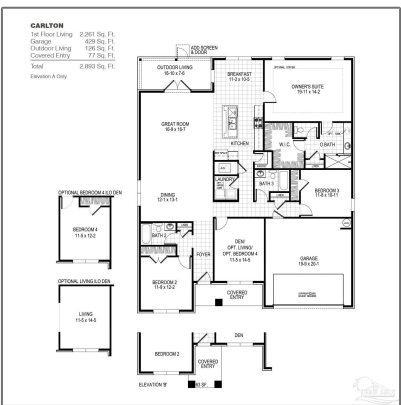 CARLTON
1st Floor Living 2,261 Sq. Ft.
Garage 429 Sq. Ft.
Outdoor Living 126 Sq. Ft.
Covered Entry 77 Sq. Ft.
Total 2,893 Sq. Ft.
Elevation A Only
ADD SCREEN
& DOOR
OUTDOOR LIVING
16-10 x 7-6
BREAKFAST
11-3 x 10-5
OWNER'S SUITE
19-11 x 14-2
GREAT ROOM
16-8 x 16-7
KITCHEN
W.I.C.
O.BATH
LAUNDRY
BATH 3
BEDROOM 3
11-8 x 10-11
DINING
12-1 x 13-1
OPTIONAL BEDROOM 4 ILO DEN
BEDROOM 4
11-5 x 12-2
BATH 2
FOYER
DEN/
OPT. LIVING/
OPT. BEDROOM 4
11-5 x 14-0
GARAGE
19-9 x 20-1
OPTIONAL LIVING ILO DEN
LIVING
11-5 x 14-5
BEDROOM 2
11-5 x 12-2
COVERED
ENTRY
DEN
BEDROOM 2
COVERED
ENTRY
ELEVATION 'B'
93 SF.